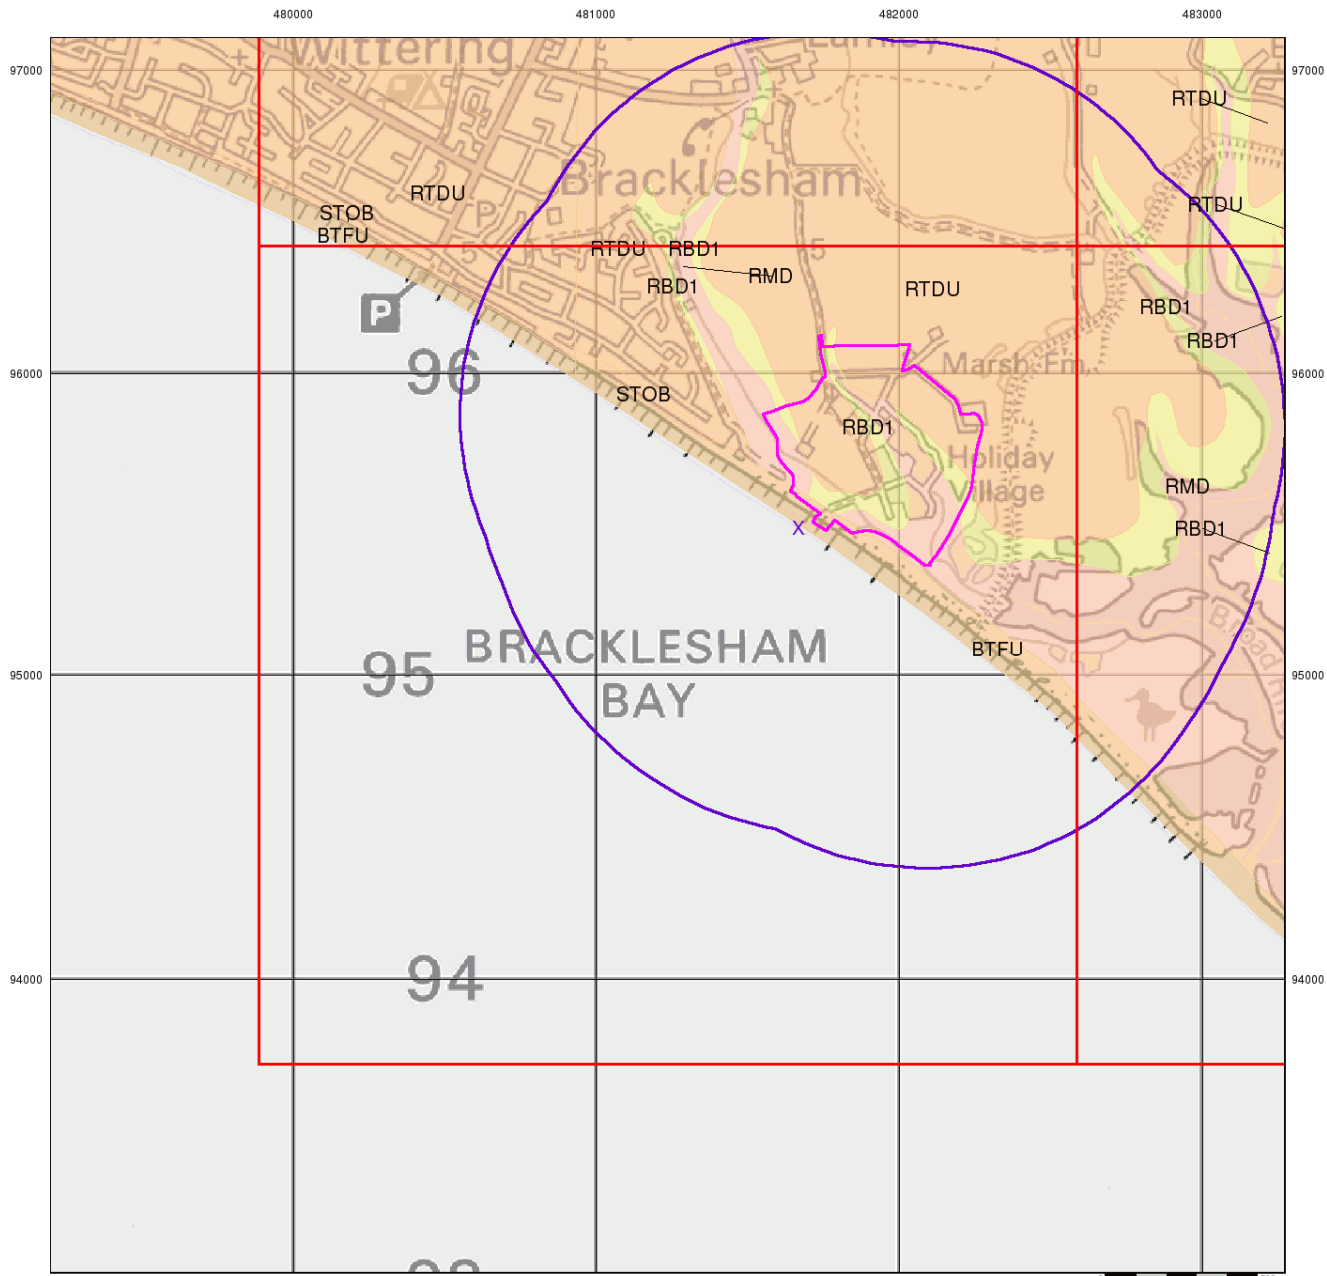 480000 481000 482000 483000
Wittering
97000 97000
RTDU
Bracklesham
RTDU
STOB
RTDU
BTFU
RTDU RBD1
5 5
RMD
RBD1
RTDU
RBD1
P
P
RBD1
96000 96 Marsh Fm 96000
STOB
RBD1
Holiday
Village
RMD
X
RBD1
BRACKLESHAM
BTFU
95000 95 95000
BAY
94000 94 94000